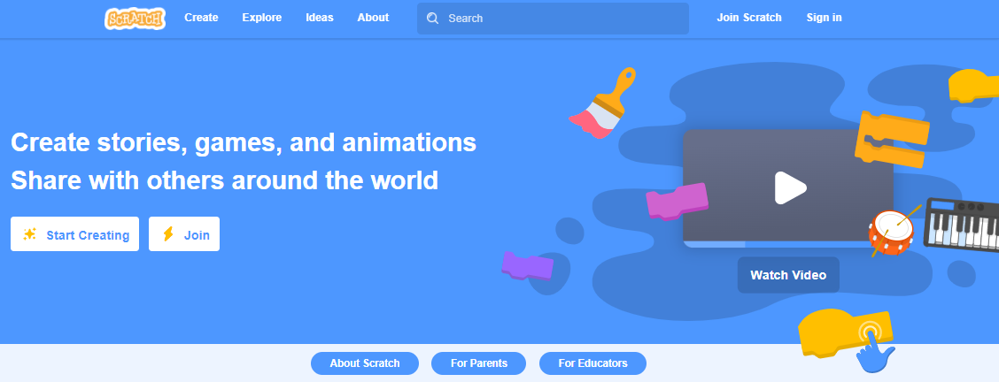 SCRATCH Create Explore Ideas About Search Join Scratch Sign in
Create stories, games, and animations
Share with others around the world
Start Creating Join
Watch Video
About Scratch For Parents For Educators